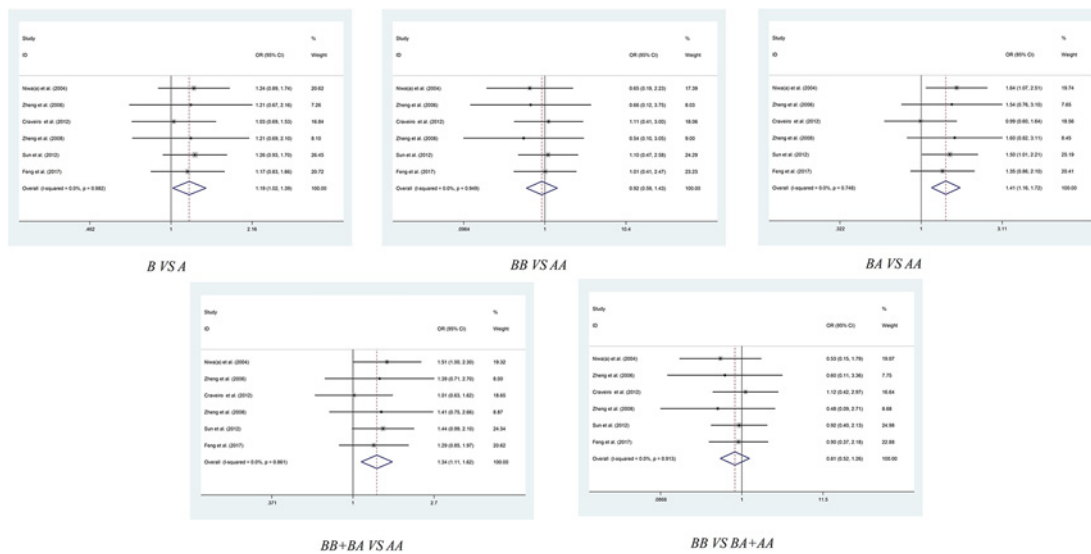 Study %
ID OR (95% CI) Weight
Niwa(a) et al. (2004) 1.24 (0.89, 1.74) 20.62
Zheng et al. (2006) 1.21 (0.67, 2.16) 7.26
Craveiro et al. (2012) 1.03 (0.69, 1.53) 16.84
Zheng et al. (2008) 1.21 (0.69, 2.10) 8.10
Sun et al. (2012) 1.26 (0.93, 1.70) 26.45
Feng et al. (2017) 1.17 (0.83, 1.66) 20.72
Overall (I-squared = 0.0%, p = 0.982) 1.19 (1.02, 1.39) 100.00
.462 1 2.16
B VS A
Study %
ID OR (95% CI) Weight
Niwa(a) et al. (2004) 0.65 (0.19, 2.23) 17.39
Zheng et al. (2006) 0.66 (0.12, 3.75) 8.03
Craveiro et al. (2012) 1.11 (0.41, 3.00) 18.06
Zheng et al. (2008) 0.54 (0.10, 3.05) 9.00
Sun et al. (2012) 1.10 (0.47, 2.58) 24.29
Feng et al. (2017) 1.01 (0.41, 2.47) 23.23
Overall (I-squared = 0.0%, p = 0.949) 0.92 (0.59, 1.43) 100.00
.0964 1 10.4
BB VS AA
Study %
ID OR (95% CI) Weight
Niwa(a) et al. (2004) 1.64 (1.07, 2.51) 19.74
Zheng et al. (2006) 1.54 (0.76, 3.10) 7.65
Craveiro et al. (2012) 0.99 (0.60, 1.64) 18.56
Zheng et al. (2008) 1.60 (0.82, 3.11) 8.45
Sun et al. (2012) 1.50 (1.01, 2.21) 25.19
Feng et al. (2017) 1.35 (0.86, 2.10) 20.41
Overall (I-squared = 0.0%, p = 0.749) 1.41 (1.16, 1.72) 100.00
.322 1 3.11
BA VS AA
Study %
ID OR (95% CI) Weight
Niwa(a) et al. (2004) 1.51 (1.00, 2.30) 19.32
Zheng et al. (2006) 1.39 (0.71, 2.70) 8.00
Craveiro et al. (2012) 1.01 (0.63, 1.62) 18.65
Zheng et al. (2008) 1.41 (0.75, 2.66) 8.87
Sun et al. (2012) 1.44 (0.99, 2.10) 24.54
Feng et al. (2017) 1.29 (0.85, 1.97) 20.62
Overall (I-squared = 0.0%, p = 0.861) 1.34 (1.11, 1.62) 100.00
.371 1 2.7
BB+BA VS AA
Study %
ID OR (95% CI) Weight
Niwa(a) et al. (2004) 0.53 (0.15, 1.79) 19.07
Zheng et al. (2006) 0.60 (0.11, 3.36) 7.75
Craveiro et al. (2012) 1.12 (0.42, 2.97) 16.64
Zheng et al. (2008) 0.48 (0.09, 2.71) 8.68
Sun et al. (2012) 0.92 (0.40, 2.13) 24.98
Feng et al. (2017) 0.90 (0.37, 2.18) 22.88
Overall (I-squared = 0.0%, p = 0.913) 0.81 (0.52, 1.26) 100.00
.0868 1 11.5
BB VS BA+AA